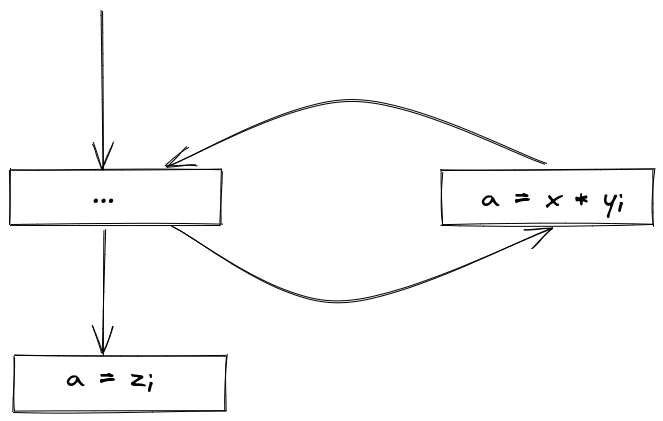 ...
a = x * y;
a = z;